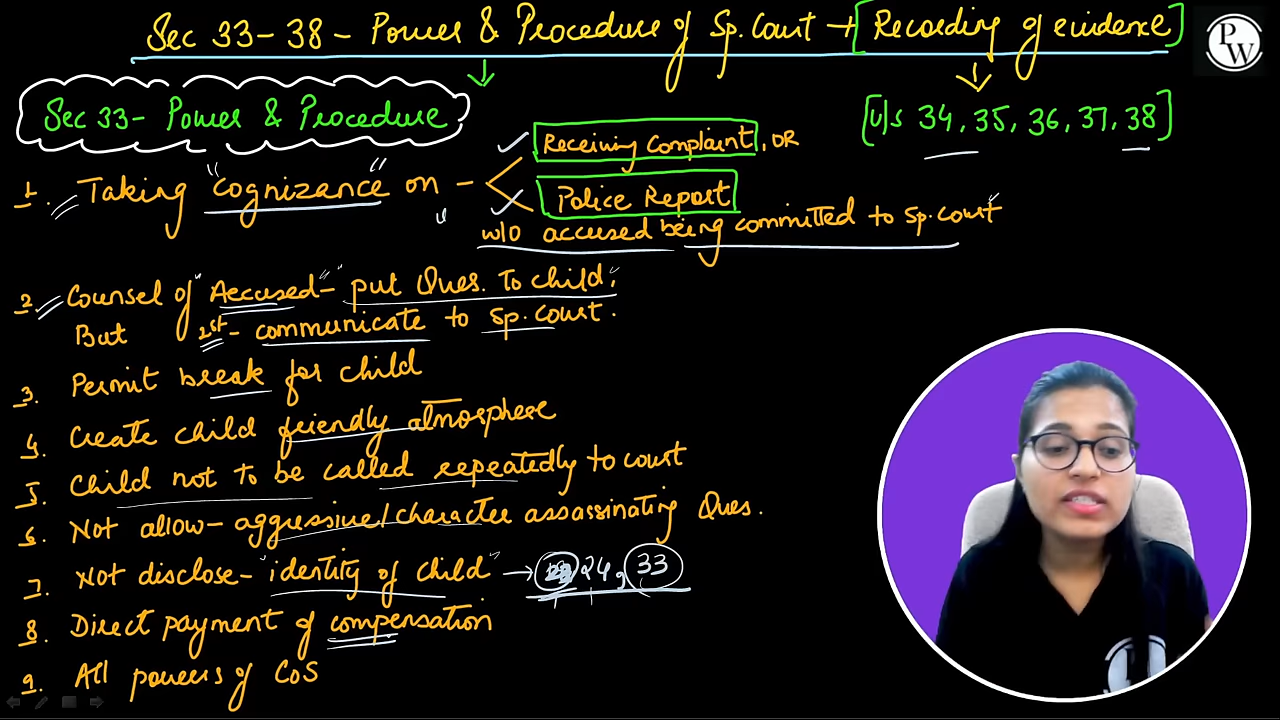 Sec 33-38 - Power & Procedure of Sp. Court → [Recording of evidence]
PW
Sec 33- Power & Procedure
[U/s 34, 35, 36, 37, 38]
Receiving Complaint, OR
1. Taking "cognizance" on -
Police Report
"w/o accused being committed to Sp. Court"
2. Counsel of "Accused"- "put Ques. To child",
But 1st- communicate to Sp. Court.
3. Permit break for child
4. Create child friendly atmosphere
5. Child not to be called repeatedly to court
6. Not allow- aggressive/character assassinating Ques.
7. Not disclose- "identity of child" → 24, 33
8. Direct payment of compensation
9. All powers of CoS
PW